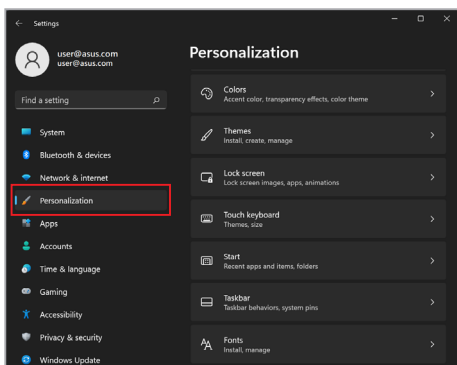 Settings
user@asus.com
user@asus.com
Find a setting
System
Bluetooth & devices
Network & internet
Personalization
Apps
Accounts
Time & language
Gaming
Accessibility
Privacy & security
Windows Update
Personalization
Colors
Accent color, transparency effects, color theme
Themes
Install, create, manage
Lock screen
Lock screen images, apps, animations
Touch keyboard
Themes, size
Start
Recent apps and items, folders
Taskbar
Taskbar behaviors, system pins
Fonts
Install, manage